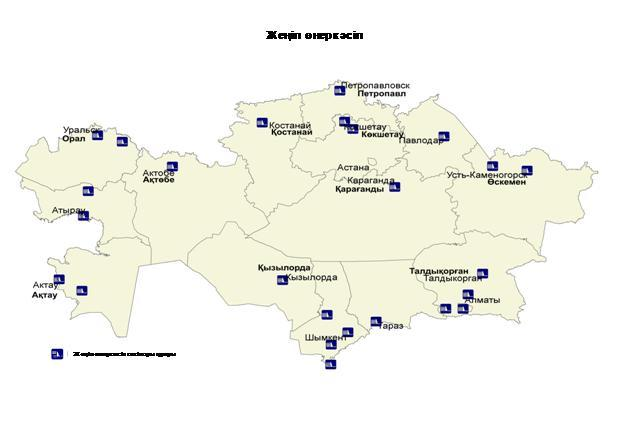 Жеңіл өнеркәсіп
Петропавловск
Петропавл
Костанай
Қостанай
Кокшетау
Көкшетау
Павлодар
Уральск
Орал
Астана
Актобе
Ақтөбе
Караганда
Қарағанды
Усть-Каменогорск
Өскемен
Атырау
Қызылорда
Кызылорда
Талдықорған
Талдыкорган
Актау
Ақтау
Алматы
Тараз
Шымкент